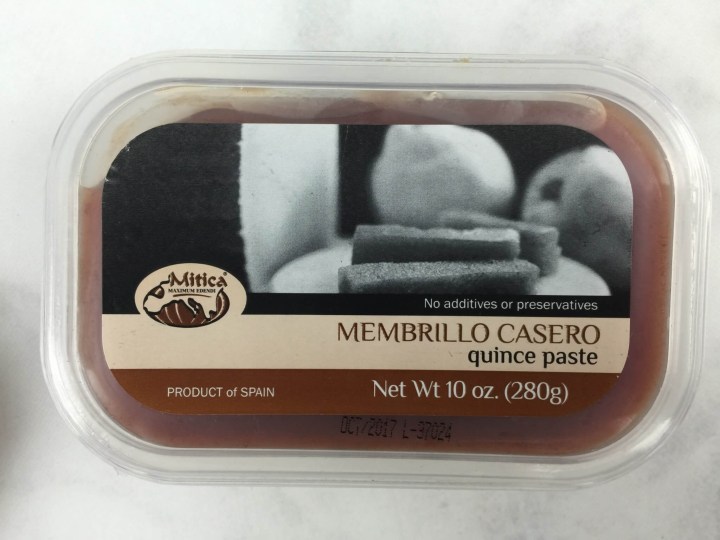 Mitica®
MAXIMUM EDENDI
No additives or preservatives
MEMBRILLO CASERO
quince paste
PRODUCT of SPAIN
Net Wt 10 oz. (280g)
OCT/2017 L-97024